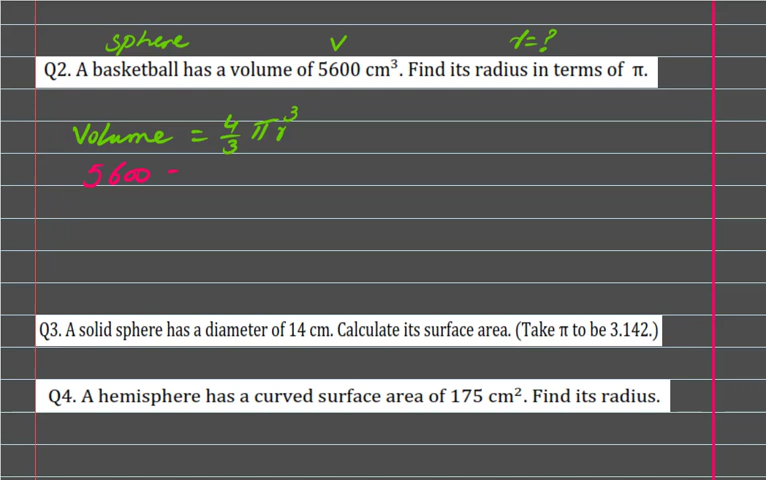 sphere V r=?
Q2. A basketball has a volume of 5600 cm³. Find its radius in terms of π.
Volume = 4/3 πr³
5600 =
Q3. A solid sphere has a diameter of 14 cm. Calculate its surface area. (Take π to be 3.142.)
Q4. A hemisphere has a curved surface area of 175 cm². Find its radius.